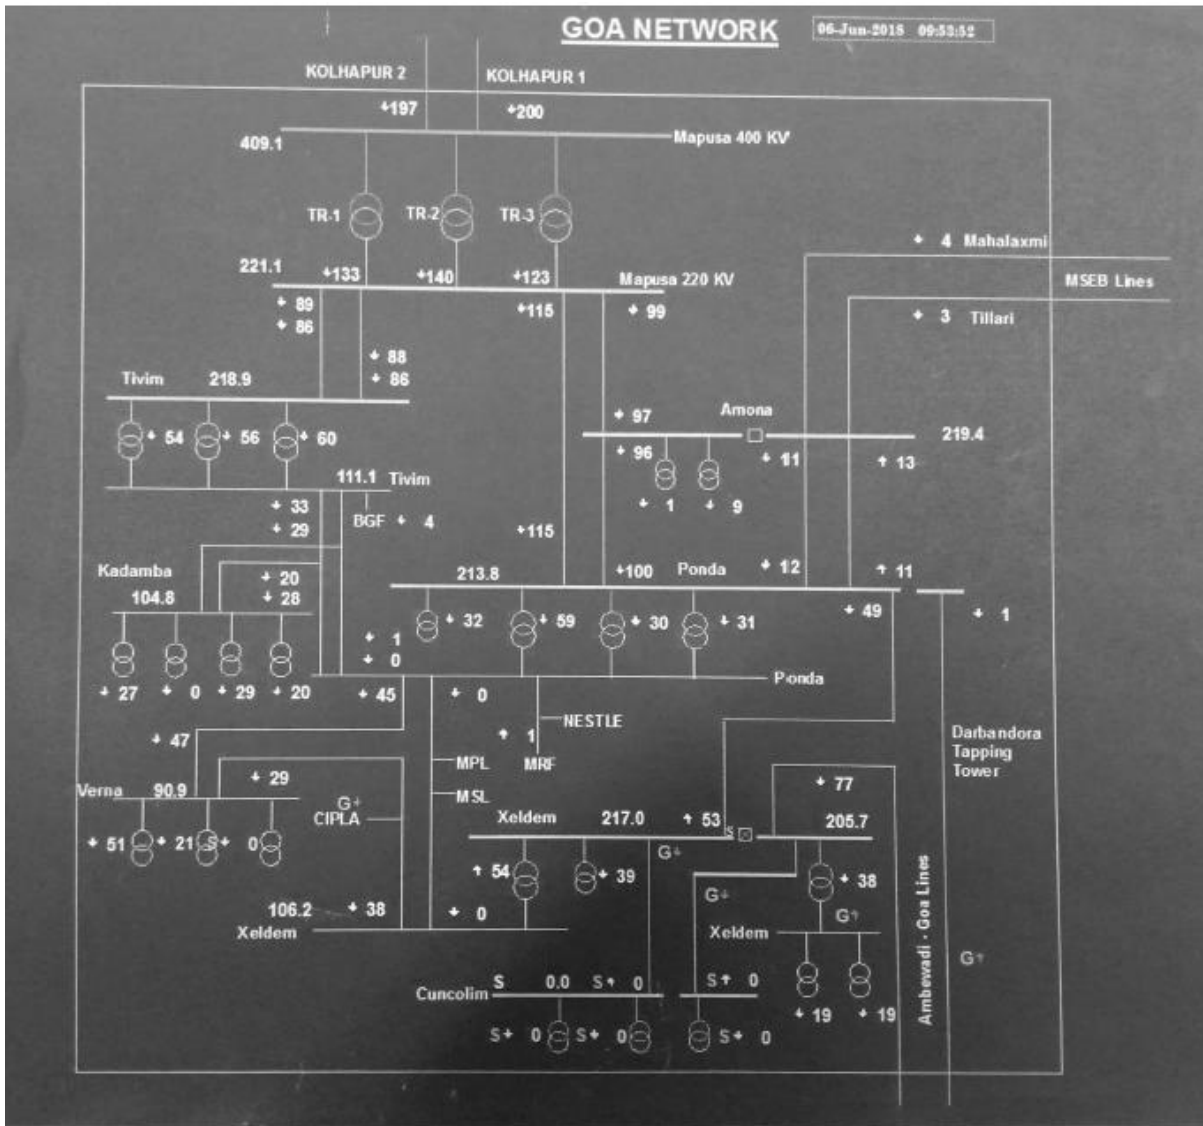 GOA NETWORK
06-Jun-2015 09:53:52
KOLHAPUR 2
KOLHAPUR 1
↓197
↓200
409.1
Mapusa 400 KV
TR-1
TR-2
TR-3
221.1
↓133
↓140
↓123
Mapusa 220 KV
↓ 4 Mahalaxmi
MSEB Lines
↓ 3 Tillari
↓ 89
↓ 86
↓115
↓ 99
↓ 88
↓ 86
Tivim 218.9
↓ 54
↓ 56
↓ 60
↓ 97
Amona
219.4
↓ 96
↓ 11
↑ 13
↓ 1
↓ 9
111.1 Tivim
↓ 33
↓ 29
BGF ↓ 4
↓115
Kadamba
104.8
↓ 20
↓ 28
213.8
↓100
Ponda
↓ 12
↑ 11
↓ 32
↓ 59
↓ 30
↓ 31
↓ 49
↓ 1
↓ 1
↓ 0
↓ 27
↓ 0
↓ 29
↓ 20
↓ 45
↓ 0
Ponda
↓ 47
↑ 1
NESTLE
MRF
MPL
MSL
Darbandora
Tapping
Tower
Verna 90.9
↓ 29
G↓
CIPLA
↓ 51
↓ 21
S↓ 0
↓ 77
Xeldem 217.0 ↑ 53
S
205.7
G↓
↑ 54
↓ 39
G↓
↓ 38
G↑
106.2 ↓ 38
↓ 0
Xeldem
Xeldem
Ambewadi - Goa Lines
G↑
Cuncolim
S 0.0 S↑ 0
S↑ 0
↓ 19
↓ 19
S↓ 0
S↓ 0
S↓ 0